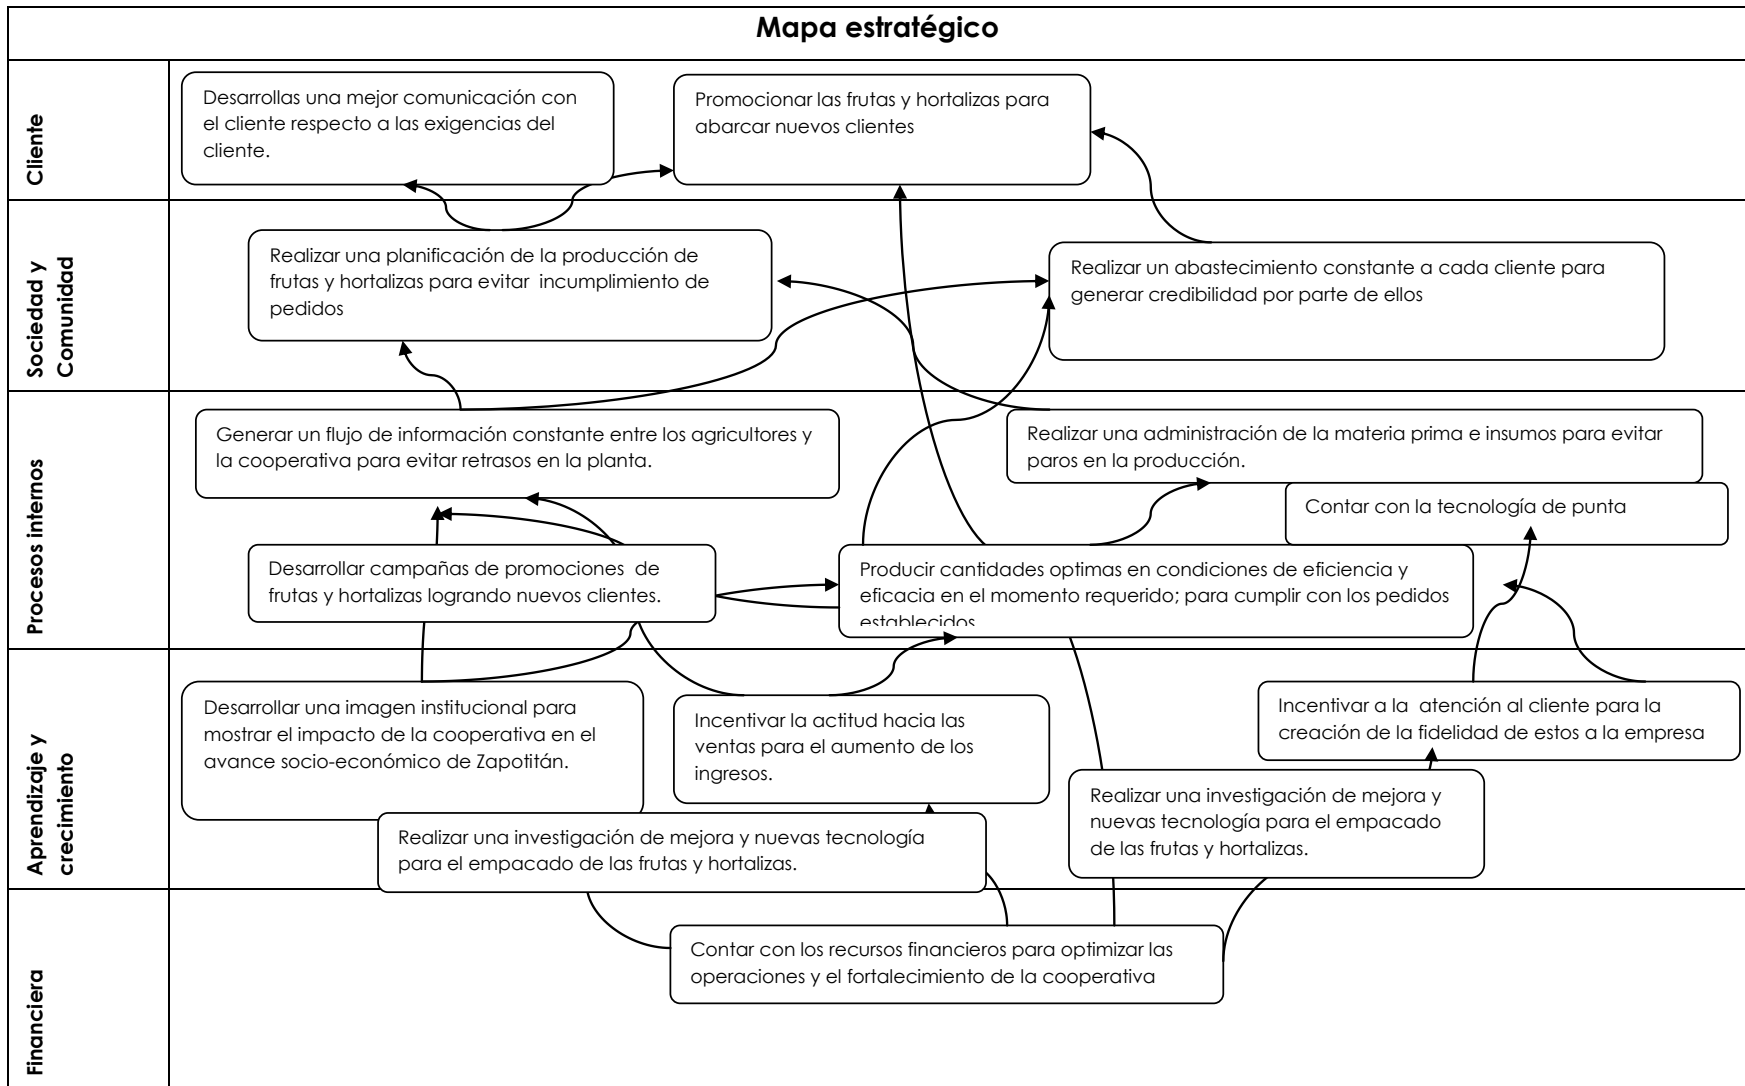 Mapa estratégico
Cliente
Desarrollas una mejor comunicación con
el cliente respecto a las exigencias del
cliente.
Promocionar las frutas y hortalizas para
abarcar nuevos clientes
Sociedad y
Comunidad
Realizar una planificación de la producción de
frutas y hortalizas para evitar incumplimiento de
pedidos
Realizar un abastecimiento constante a cada cliente para
generar credibilidad por parte de ellos
Procesos internos
Generar un flujo de información constante entre los agricultores y
la cooperativa para evitar retrasos en la planta.
Realizar una administración de la materia prima e insumos para evitar
paros en la producción.
Contar con la tecnología de punta
Desarrollar campañas de promociones de
frutas y hortalizas logrando nuevos clientes.
Producir cantidades optimas en condiciones de eficiencia y
eficacia en el momento requerido; para cumplir con los pedidos
establecidos
Aprendizaje y
crecimiento
Desarrollar una imagen institucional para
mostrar el impacto de la cooperativa en el
avance socio-económico de Zapotitán.
Incentivar la actitud hacia las
ventas para el aumento de los
ingresos.
Incentivar a la atención al cliente para la
creación de la fidelidad de estos a la empresa
Realizar una investigación de mejora y nuevas tecnología
para el empacado de las frutas y hortalizas.
Realizar una investigación de mejora y
nuevas tecnología para el empacado
de las frutas y hortalizas.
Financiera
Contar con los recursos financieros para optimizar las
operaciones y el fortalecimiento de la cooperativa